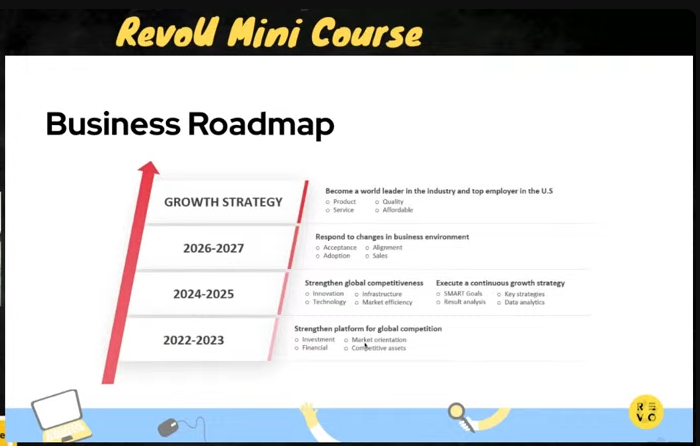 RevoU Mini Course
Business Roadmap
GROWTH STRATEGY
Become a world leader in the industry and top employer in the U.S
Product
Quality
Service
Affordable
2026-2027
Respond to changes in business environment
Acceptance
Alignment
Adoption
Sales
2024-2025
Strengthen global competitiveness
Innovation
Infrastructure
Technology
Market efficiency
Execute a continuous growth strategy
SMART Goals
Key strategies
Result analysis
Data analytics
2022-2023
Strengthen platform for global competition
Investment
Market orientation
Financial
Competitive assets